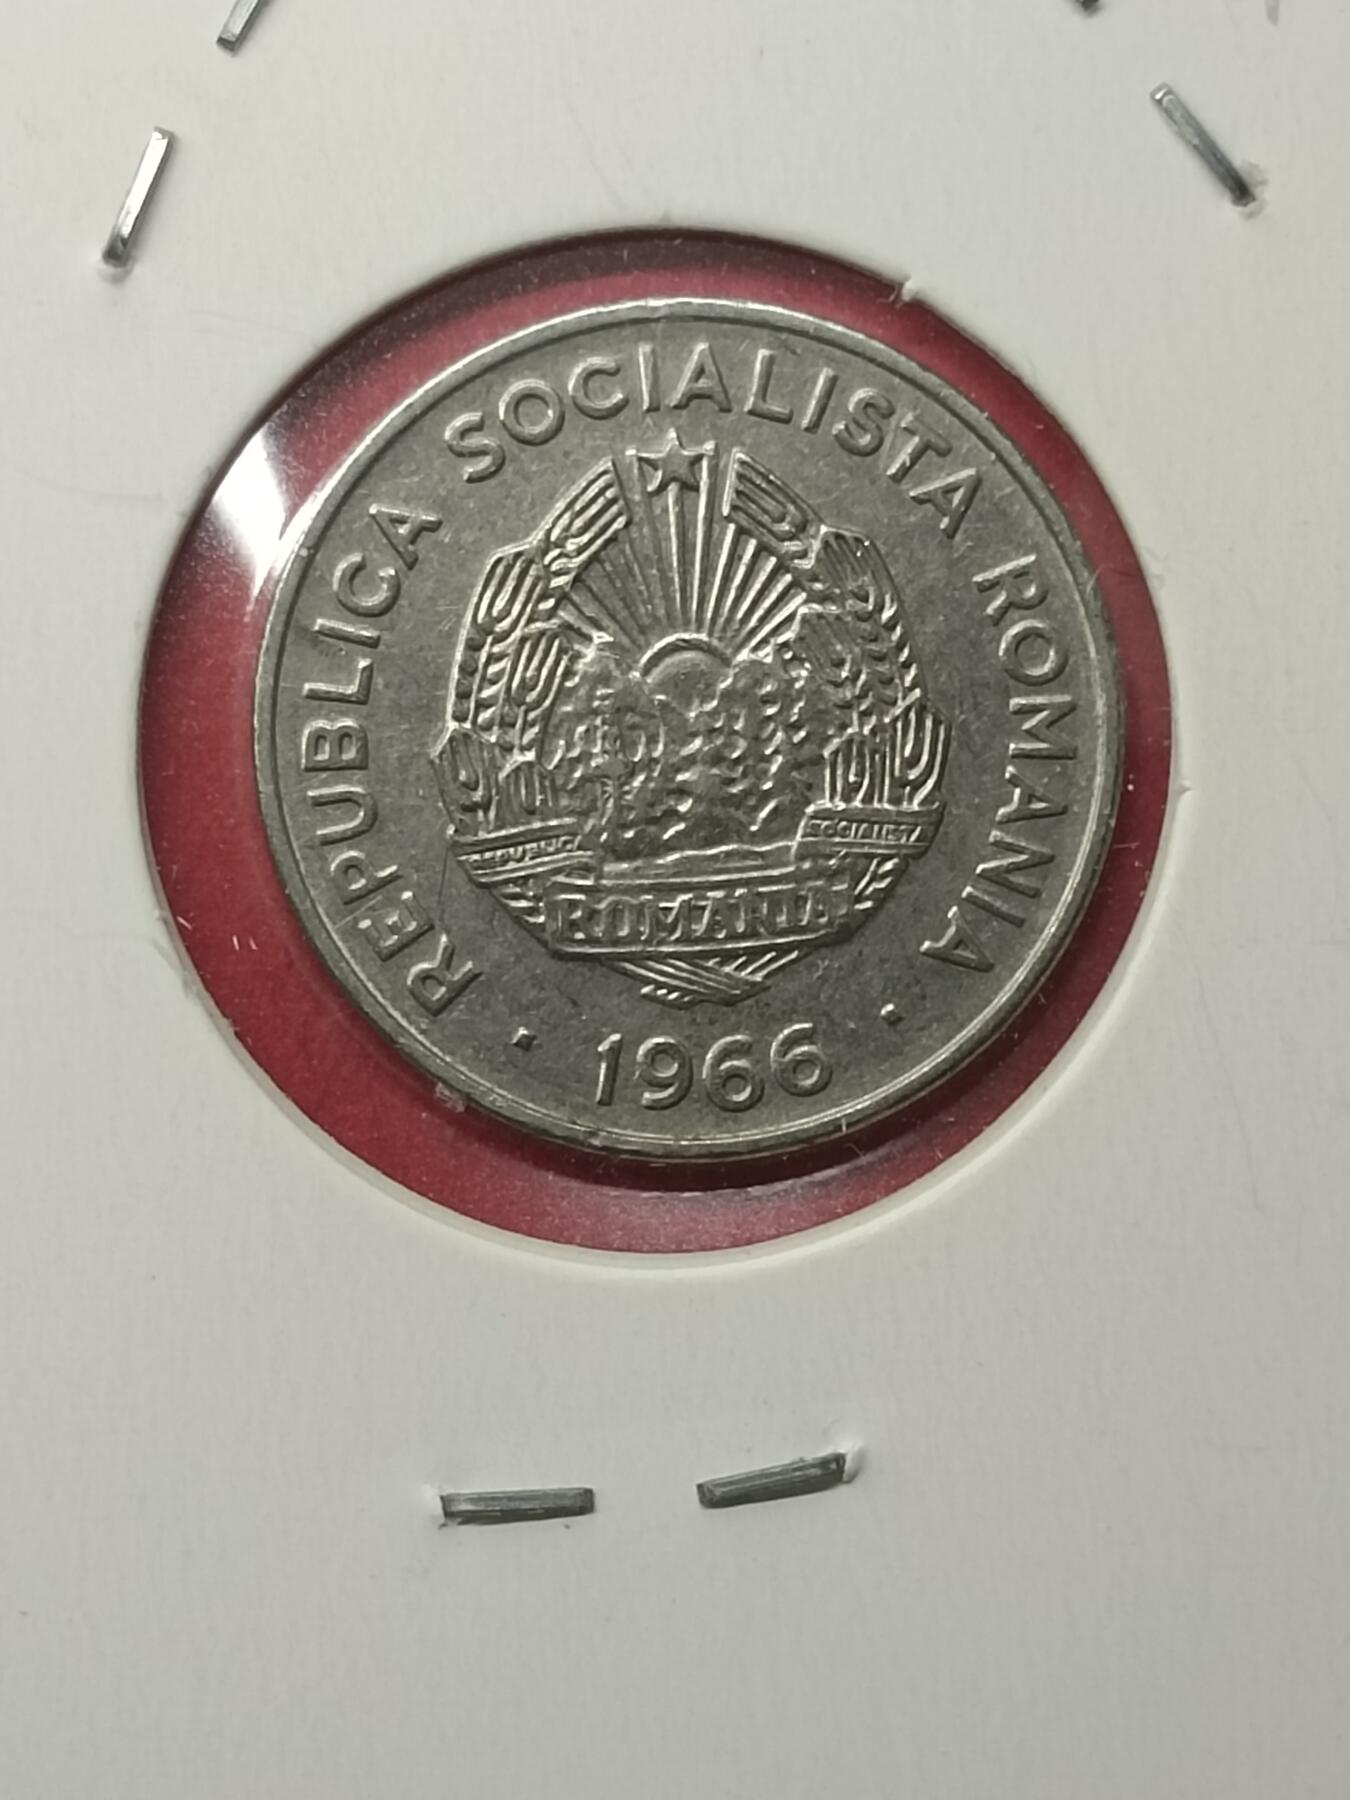 REPUBLICA SOCIALISTA ROMANIA
REPUBLICA
SOCIALISTA
ROMANIA
· 1966 ·